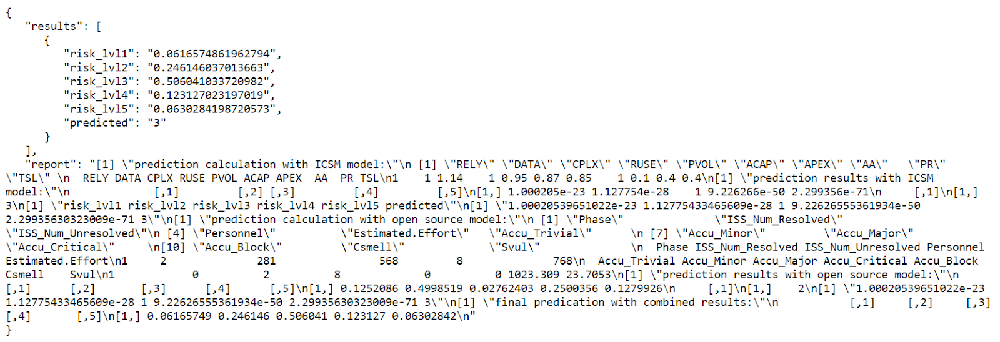 {
   "results": [
      {
         "risk_lvl1": "0.0616574861962794",
         "risk_lvl2": "0.246146037013663",
         "risk_lvl3": "0.506041033720982",
         "risk_lvl4": "0.123127023197019",
         "risk_lvl5": "0.0630284198720573",
         "predicted": "3"
      }
   ],
   "report": "[1] \"prediction calculation with ICSM model:\"\n [1] \"RELY\" \"DATA\" \"CPLX\" \"RUSE\" \"PVOL\" \"ACAP\" \"APEX\" \"AA\"   \"PR\"
\"TSL\" \n  RELY DATA CPLX RUSE PVOL ACAP APEX  AA  PR TSL\n1    1 1.14    1 0.95 0.87 0.85    1 0.1 0.4 0.4\n[1] \"prediction results with ICSM
model:\"\n             [,1]         [,2] [,3]         [,4]         [,5]\n[1,] 1.000205e-23 1.127754e-28    1 9.226266e-50 2.299356e-71\n     [,1]\n[1,]
3\n[1] \"risk_lvl1 risk_lvl2 risk_lvl3 risk_lvl4 risk_lvl5 predicted\"\n[1] \"1.00020539651022e-23 1.12775433465609e-28 1 9.22626555361934e-50
2.29935630323009e-71 3\"\n[1] \"prediction calculation with open source model:\"\n [1] \"Phase\"              \"ISS_Num_Resolved\"
\"ISS_Num_Unresolved\"\n [4] \"Personnel\"          \"Estimated.Effort\"   \"Accu_Trivial\"      \n [7] \"Accu_Minor\"         \"Accu_Major\"
\"Accu_Critical\"     \n[10] \"Accu_Block\"         \"Csmell\"             \"Svul\"              \n  Phase ISS_Num_Resolved ISS_Num_Unresolved Personnel
Estimated.Effort\n1     2              281                568         8              768\n  Accu_Trivial Accu_Minor Accu_Major Accu_Critical Accu_Block
Csmell    Svul\n1            0          2          8             0          0 1023.309 23.7053\n[1] \"prediction results with open source model:\"\n
[,1]      [,2]       [,3]      [,4]      [,5]\n[1,] 0.1252086 0.4998519 0.02762403 0.2500356 0.1279926\n     [,1]\n[1,]    2\n[1] \"1.00020539651022e-23
1.12775433465609e-28 1 9.22626555361934e-50 2.29935630323009e-71 3\"\n[1] \"final predication with combined results:\"\n           [,1]     [,2]     [,3]
[,4]       [,5]\n[1,] 0.06165749 0.246146 0.506041 0.123127 0.06302842\n"
}